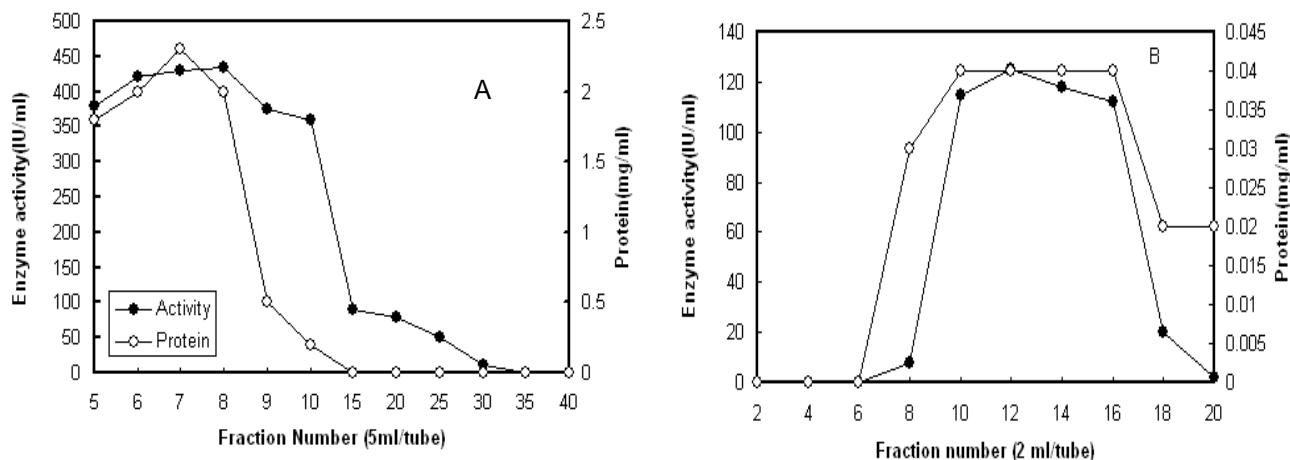 500
450
400
350
300
250
200
150
100
50
0
Enzyme activity(IU/ml)
A
Activity
Protein
2.5
2
1.5
1
0.5
0
Protein(mg/ml)
5 6 7 8 9 10 15 20 25 30 35 40
Fraction Number (5ml/tube)
140
120
100
80
60
40
20
0
Enzyme activity(IU/ml)
B
0.045
0.04
0.035
0.03
0.025
0.02
0.015
0.01
0.005
0
Protein(mg/ml)
2 4 6 8 10 12 14 16 18 20
Fraction number (2 ml/tube)